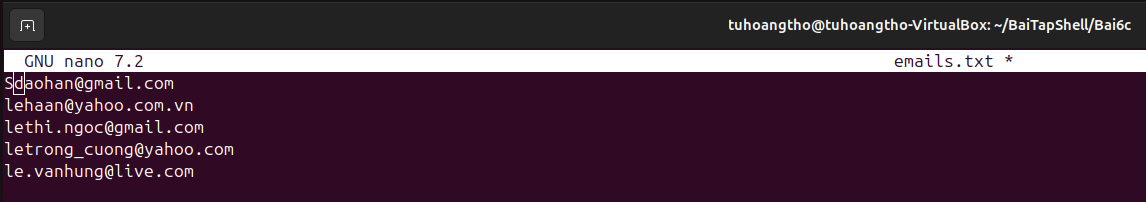 tuhoangtho@tuhoangtho-VirtualBox: ~/BaiTapShell/Bai6c
GNU nano 7.2 emails.txt *
Sdaohan@gmail.com
lehaan@yahoo.com.vn
lethi.ngoc@gmail.com
letrong_cuong@yahoo.com
le.vanhung@live.com